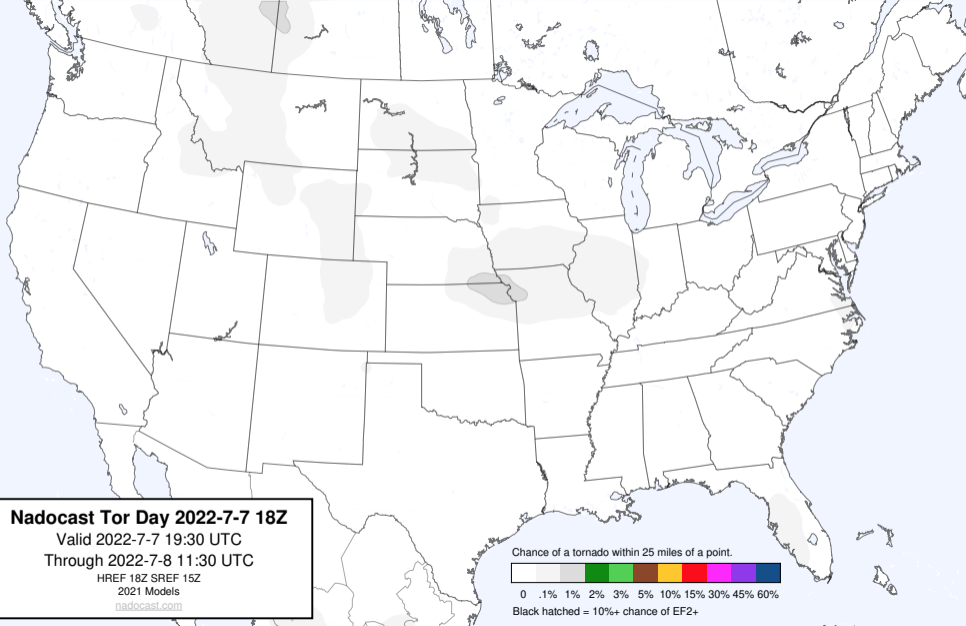 Nadocast Tor Day 2022-7-7 18Z
Valid 2022-7-7 19:30 UTC
Through 2022-7-8 11:30 UTC
HREF 18Z SREF 15Z
2021 Models
nadocast.com
Chance of a tornado within 25 miles of a point.
0 .1% 1% 2% 3% 5% 10% 15% 30% 45% 60%
Black hatched = 10%+ chance of EF2+